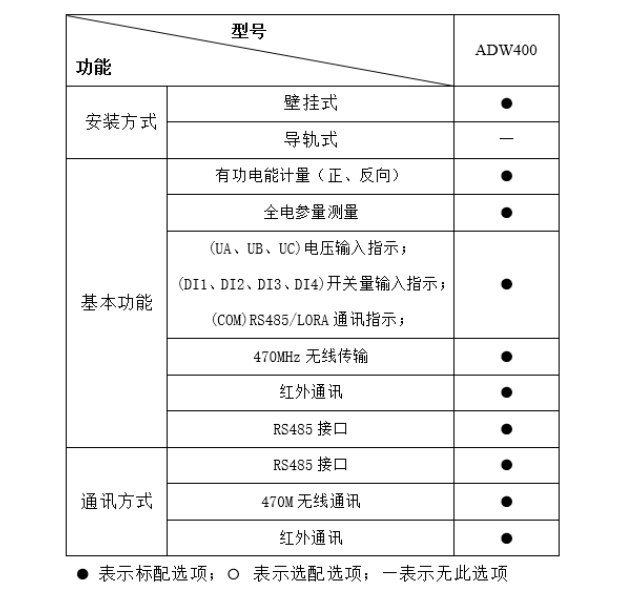 型号
功能
ADW400
安装方式
壁挂式
●
导轨式
—
基本功能
有功电能计量（正、反向）
●
全电参量测量
●
(UA、UB、UC)电压输入指示；
(DI1、DI2、DI3、DI4)开关量输入指示；
(COM)RS485/LORA 通讯指示；
●
470MHz 无线传输
●
红外通讯
●
RS485 接口
●
通讯方式
RS485 接口
●
470M 无线通讯
●
红外通讯
●
● 表示标配选项；○ 表示选配选项；—表示无此选项